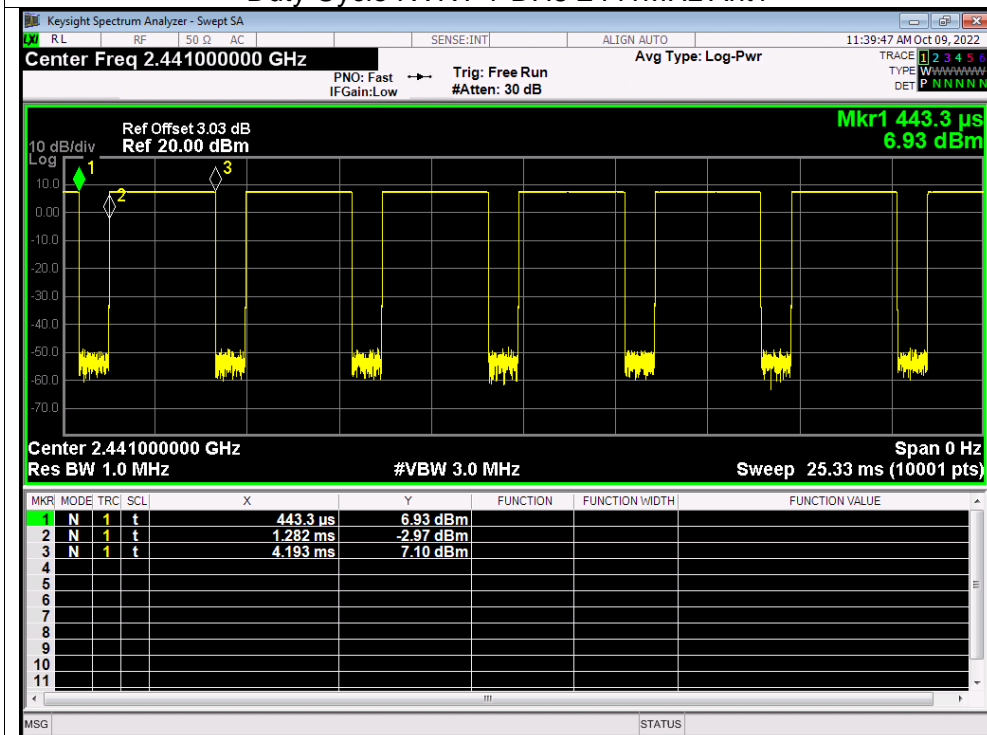 Keysight Spectrum Analyzer - Swept SA
LXI RL RF 50 Ω AC SENSE:INT ALIGN AUTO 11:39:47 AM Oct 09, 2022
Center Freq 2.441000000 GHz Avg Type: Log-Pwr TRACE 1 2 3 4 5 6
PNO: Fast Trig: Free Run TYPE WWWWWW
IFGain:Low #Atten: 30 dB DET P N N N N N
Mkr1 443.3 µs
Ref Offset 3.03 dB
10 dB/div Ref 20.00 dBm 6.93 dBm
Log
1
2
3
10.0
0.00
-10.0
-20.0
-30.0
-40.0
-50.0
-60.0
-70.0
Center 2.441000000 GHz Span 0 Hz
Res BW 1.0 MHz #VBW 3.0 MHz Sweep 25.33 ms (10001 pts)
MKR MODE TRC SCL X Y FUNCTION FUNCTION WIDTH FUNCTION VALUE
1 N 1 t 443.3 µs 6.93 dBm
2 N 1 t 1.282 ms -2.97 dBm
3 N 1 t 4.193 ms 7.10 dBm
4
5
6
7
8
9
10
11
MSG STATUS